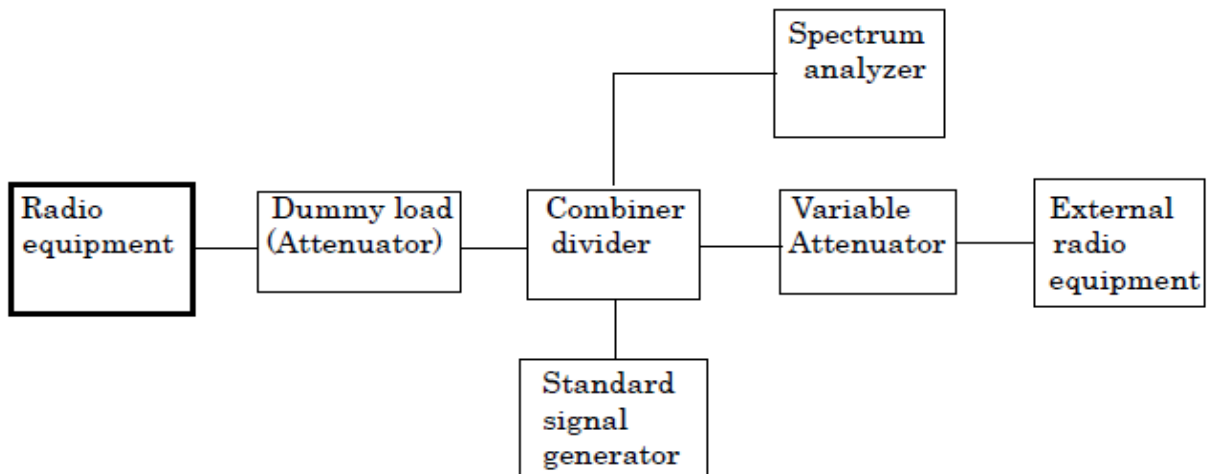 Spectrum
analyzer
Radio
equipment
Dummy load
(Attenuator)
Combiner
divider
Variable
Attenuator
External
radio
equipment
Standard
signal
generator